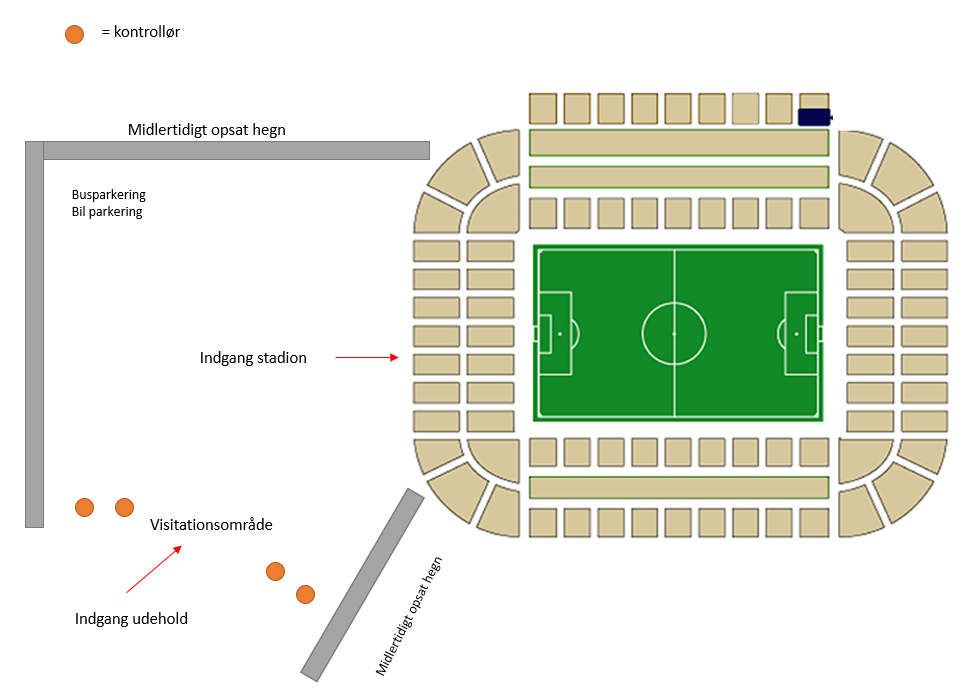 = kontrollør
Midlertidigt opsat hegn
Busparkering
Bil parkering
Indgang stadion
Visitationsområde
Indgang udehold
Midlertidigt opsat hegn